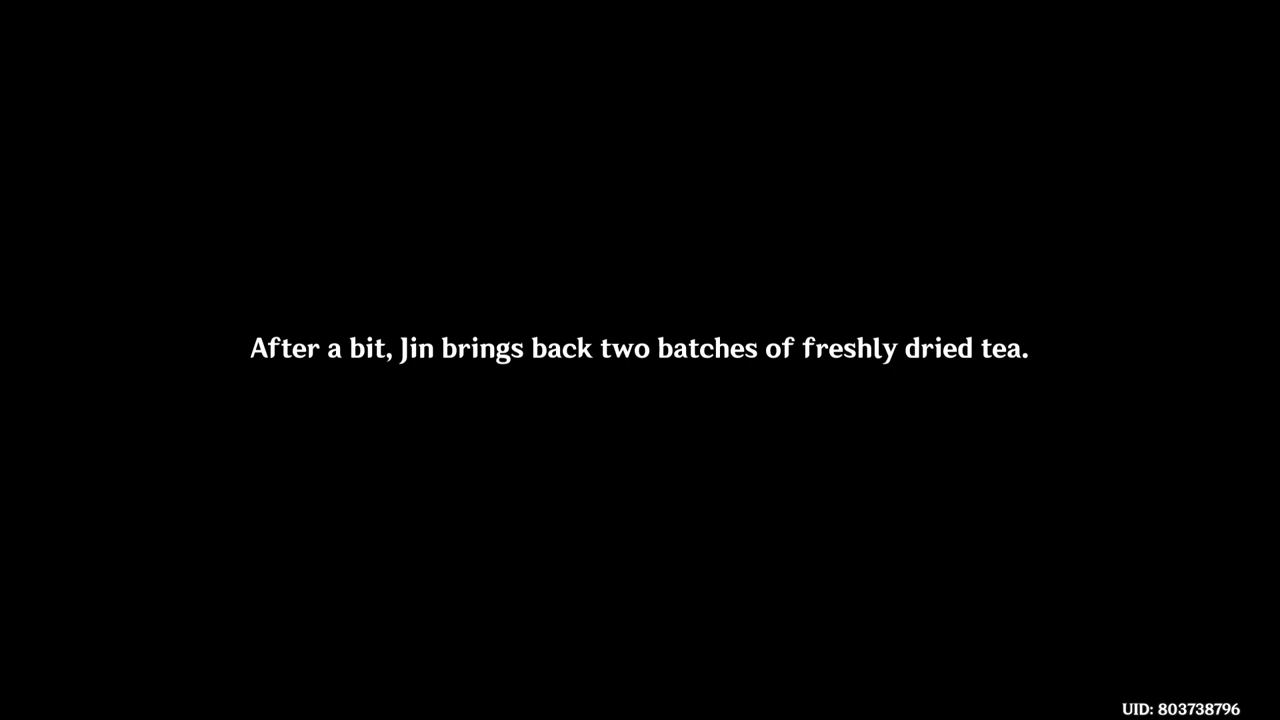 After a bit, Jin brings back two batches of freshly dried tea.
UID: 803738796